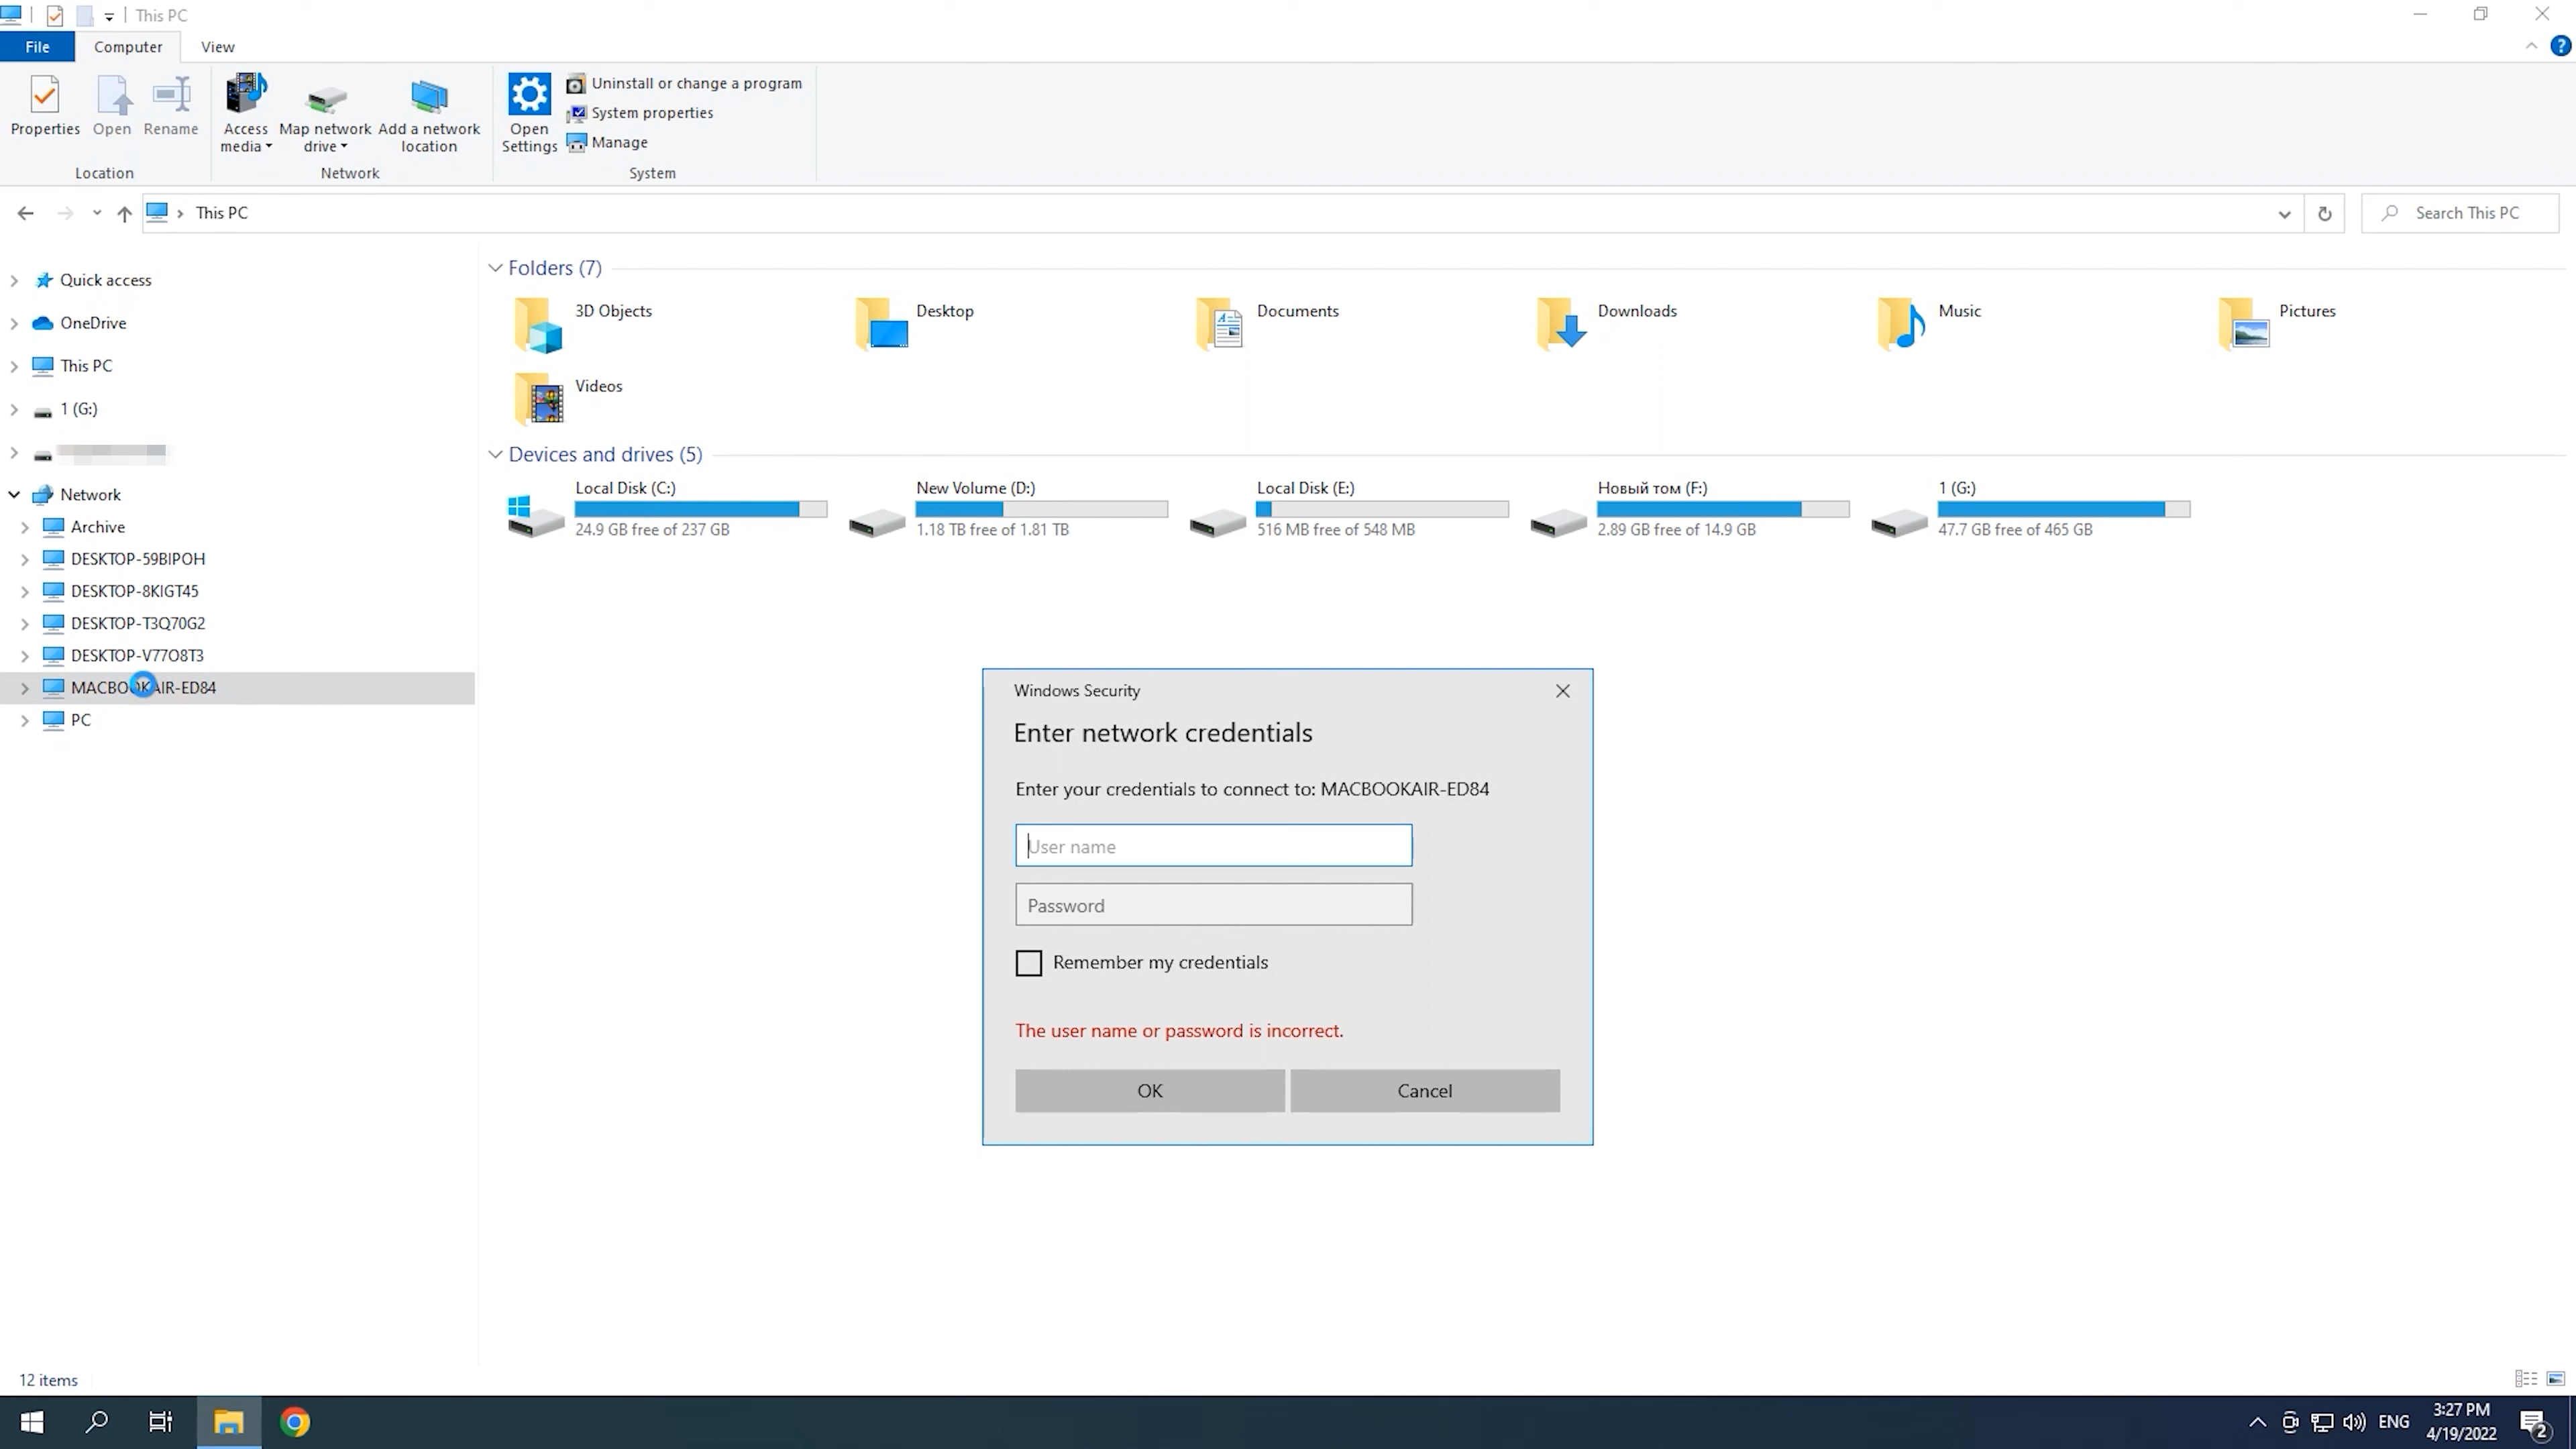 This PC
File Computer View
Properties Open Rename Access media Map network drive Add a network location Open Settings
Uninstall or change a program
System properties
Manage
Location Network System
This PC Search This PC
Quick access
OneDrive
This PC
1 (G:)
Network
Archive
DESKTOP-59BIPOH
DESKTOP-8KIGT45
DESKTOP-T3Q70G2
DESKTOP-V77O8T3
MACBOOKAIR-ED84
PC
Folders (7)
3D Objects Desktop Documents Downloads Music Pictures
Videos
Devices and drives (5)
Local Disk (C:) New Volume (D:) Local Disk (E:) Новый том (F:) 1 (G:)
24.9 GB free of 237 GB 1.18 TB free of 1.81 TB 516 MB free of 548 MB 2.89 GB free of 14.9 GB 47.7 GB free of 465 GB
Windows Security
Enter network credentials
Enter your credentials to connect to: MACBOOKAIR-ED84
User name
Password
Remember my credentials
The user name or password is incorrect.
OK Cancel
12 items
ENG
3:27 PM
4/19/2022
2